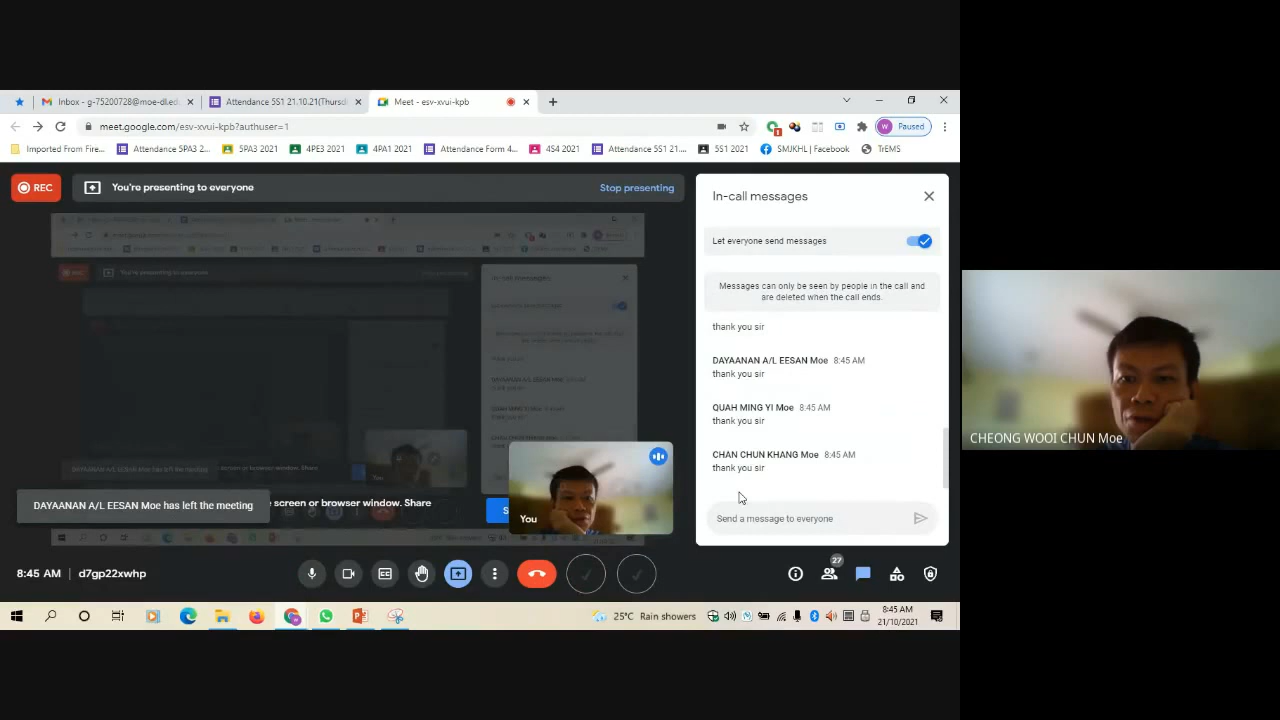 Inbox - g-75200728@moe-dl.ed
Attendance 5S1 21.10.21(Thursd
Meet - esv-xvui-kpb
meet.google.com/esv-xvui-kpb?authuser=1
Paused
Imported From Fire...
Attendance 5PA3 2...
5PA3 2021
4PE3 2021
4PA1 2021
Attendance Form 4...
4S4 2021
Attendance 5S1 21....
5S1 2021
SMJKHL | Facebook
TrEMS
REC
You're presenting to everyone
Stop presenting
In-call messages
Let everyone send messages
Messages can only be seen by people in the call and
are deleted when the call ends.
thank you sir
DAYAANAN A/L EESAN Moe 8:45 AM
thank you sir
QUAH MING YI Moe 8:45 AM
thank you sir
CHAN CHUN KHANG Moe 8:45 AM
thank you sir
Send a message to everyone
DAYAANAN A/L EESAN Moe has left the meeting
screen or browser window. Share
You
CHEONG WOOI CHUN Moe
8:45 AM | d7gp22xwhp
27
25°C Rain showers
8:45 AM
21/10/2021